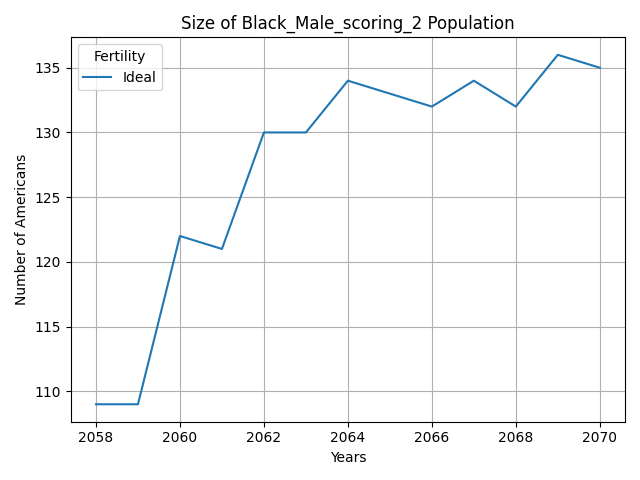 Size of Black_Male_scoring_2 Population
Fertility
Ideal
Number of Americans
135
130
125
120
115
110
2058 2060 2062 2064 2066 2068 2070
Years